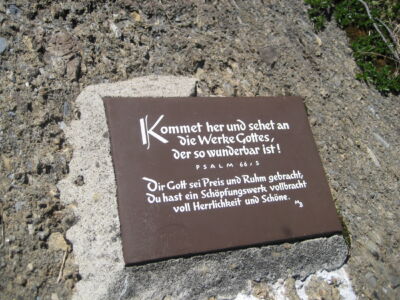 Kommet her und sehet an
die Werke Gottes,
der so wunderbar ist!
PSALM 66,5
Dir Gott sei Preis und Ruhm gebracht,
Du hast ein Schöpfungswerk vollbracht
voll Herrlichkeit und Schöne.